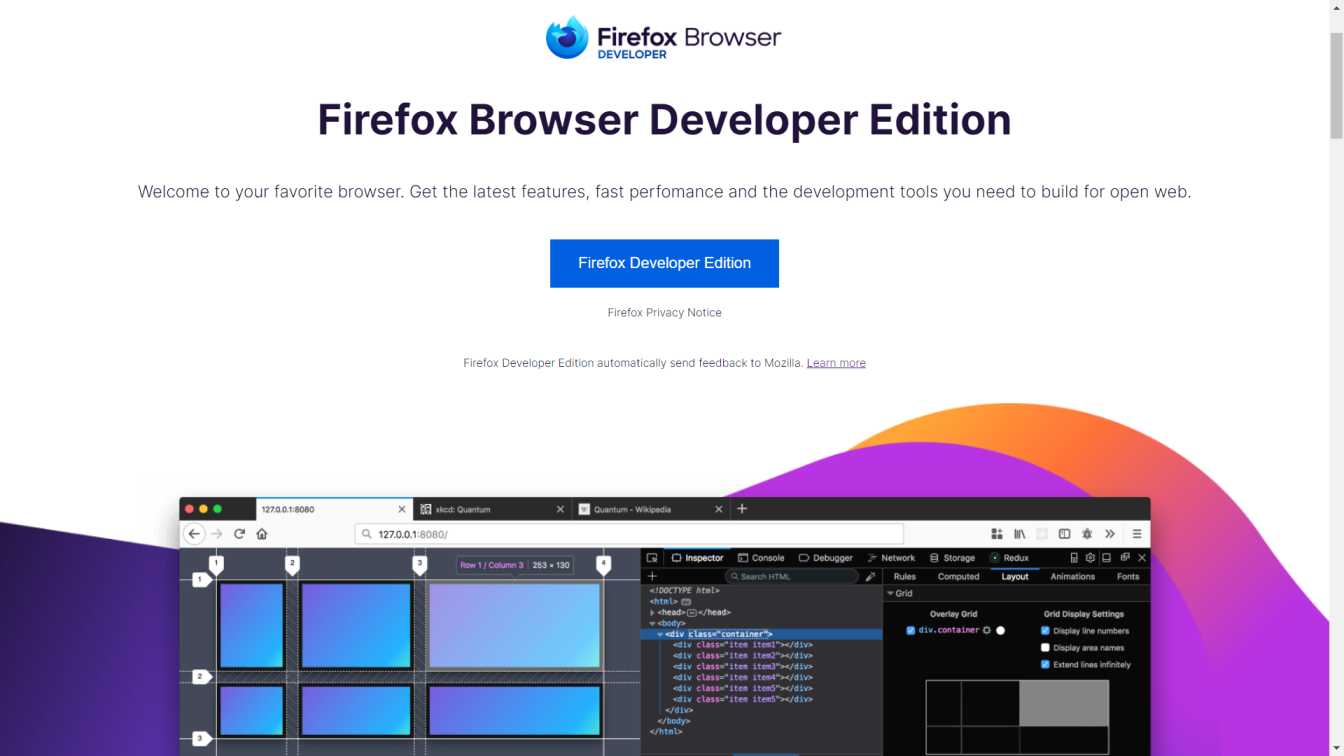 Firefox Browser
DEVELOPER
Firefox Browser Developer Edition
Welcome to your favorite browser. Get the latest features, fast perfomance and the development tools you need to build for open web.
Firefox Developer Edition
Firefox Privacy Notice
Firefox Developer Edition automatically send feedback to Mozilla. Learn more
127.0.0.1:8080
xkcd: Quantum
Quantum - Wikipedia
127.0.0.1:8080/
1 2 3 4
Row 1 / Column 3 | 253 × 130
1
2
3
Inspector Console Debugger Network Storage Redux
Search HTML
<!DOCTYPE html>
<html>
<head></head>
<body>
<div class="container">
<div class="item item1"></div>
<div class="item item2"></div>
<div class="item item3"></div>
<div class="item item4"></div>
<div class="item item5"></div>
<div class="item item5"></div>
</div>
</body>
</html>
Rules Computed Layout Animations Fonts
Grid
Overlay Grid
div.container
Grid Display Settings
Display line numbers
Display area names
Extend lines infinitely